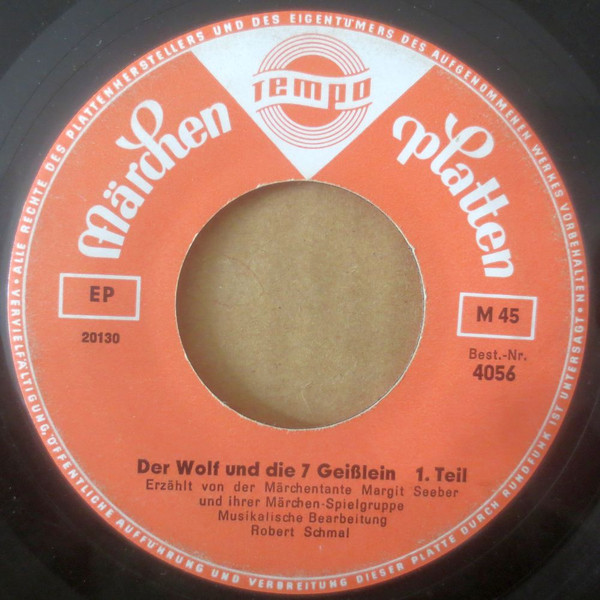 Tempo
Märchen
Platten
EP
20130
M 45
Best.-Nr.
4056
Der Wolf und die 7 Geißlein 1. Teil
Erzählt von der Märchentante Margit Seeber
und ihrer Märchen-Spielgruppe
Musikalische Bearbeitung
Robert Schmal
ALLE RECHTE DES PLATTENHERSTELLERS UND DES EIGENTÜMERS DES AUFGENOMMENEN WERKES VORBEHALTEN · VERVIELFÄLTIGUNG, ÖFFENTLICHE AUFFÜHRUNG UND VERBREITUNG DIESER PLATTE DURCH RUNDFUNK IST UNTERSAGT ·